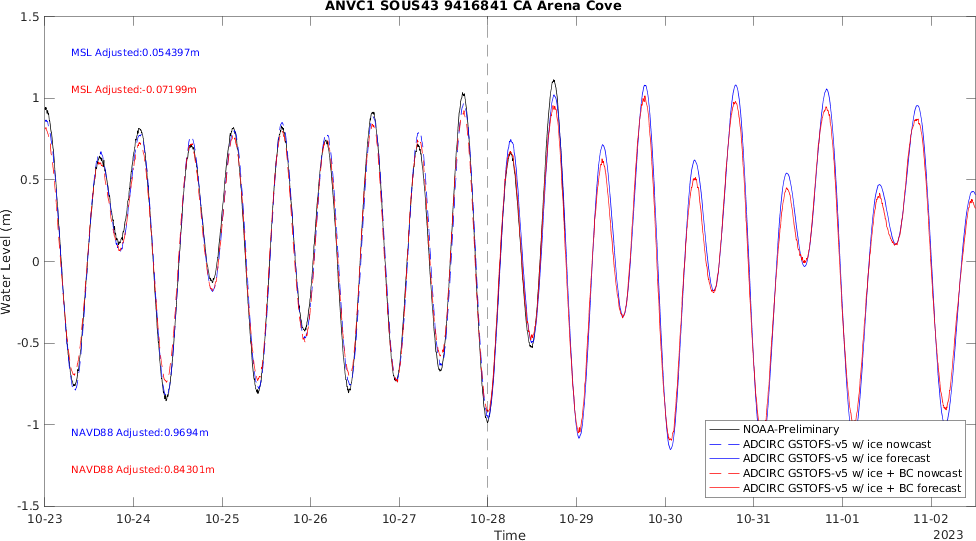 ANVC1 SOUS43 9416841 CA Arena Cove
1.5
MSL Adjusted:0.054397m
MSL Adjusted:-0.07199m
1
0.5
0
-0.5
-1
-1.5
Water Level (m)
NAVD88 Adjusted:0.9694m
NAVD88 Adjusted:0.84301m
NOAA-Preliminary
ADCIRC GSTOFS-v5 w/ ice nowcast
ADCIRC GSTOFS-v5 w/ ice forecast
ADCIRC GSTOFS-v5 w/ ice + BC nowcast
ADCIRC GSTOFS-v5 w/ ice + BC forecast
10-23 10-24 10-25 10-26 10-27 10-28 10-29 10-30 10-31 11-01 11-02
Time
2023